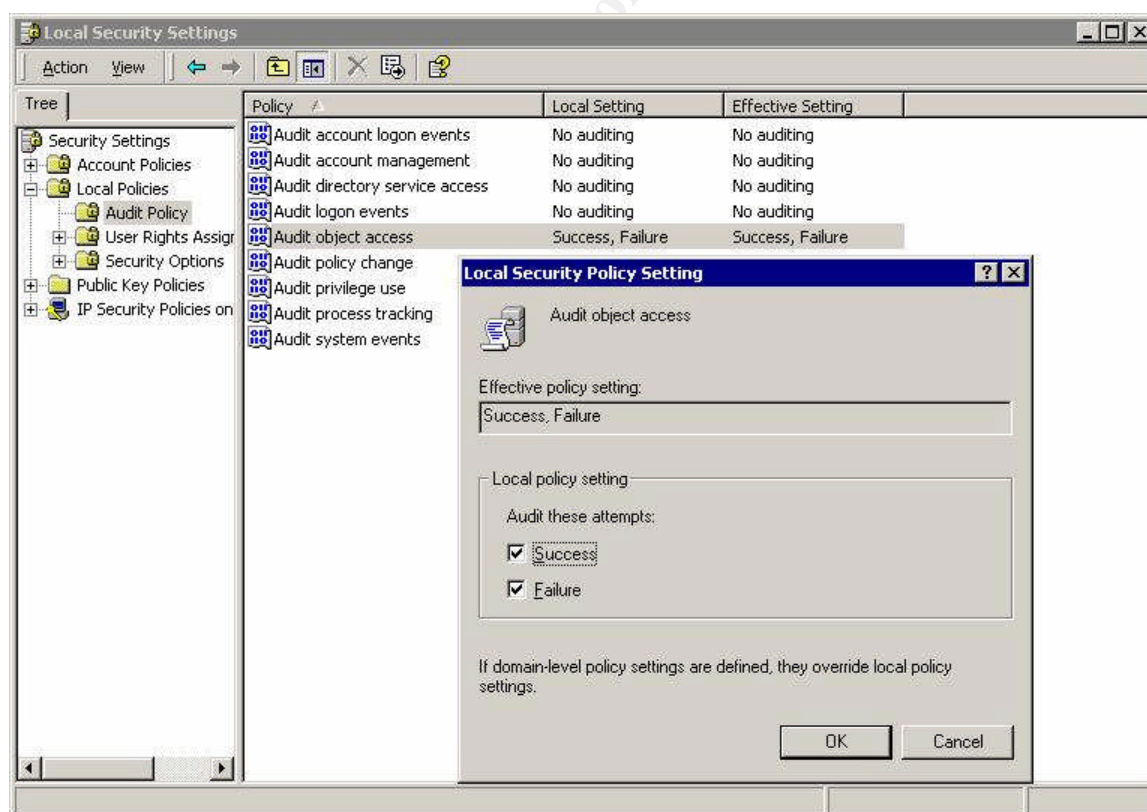 Local Security Settings
Action View
Tree
Policy Local Setting Effective Setting
Security Settings
Account Policies
Local Policies
Audit Policy
User Rights Assigr
Security Options
Public Key Policies
IP Security Policies on
Audit account logon events No auditing No auditing
Audit account management No auditing No auditing
Audit directory service access No auditing No auditing
Audit logon events No auditing No auditing
Audit object access Success, Failure Success, Failure
Audit policy change
Audit privilege use
Audit process tracking
Audit system events
Local Security Policy Setting
Audit object access
Effective policy setting:
Success, Failure
Local policy setting
Audit these attempts:
Success
Failure
If domain-level policy settings are defined, they override local policy
settings.
OK Cancel